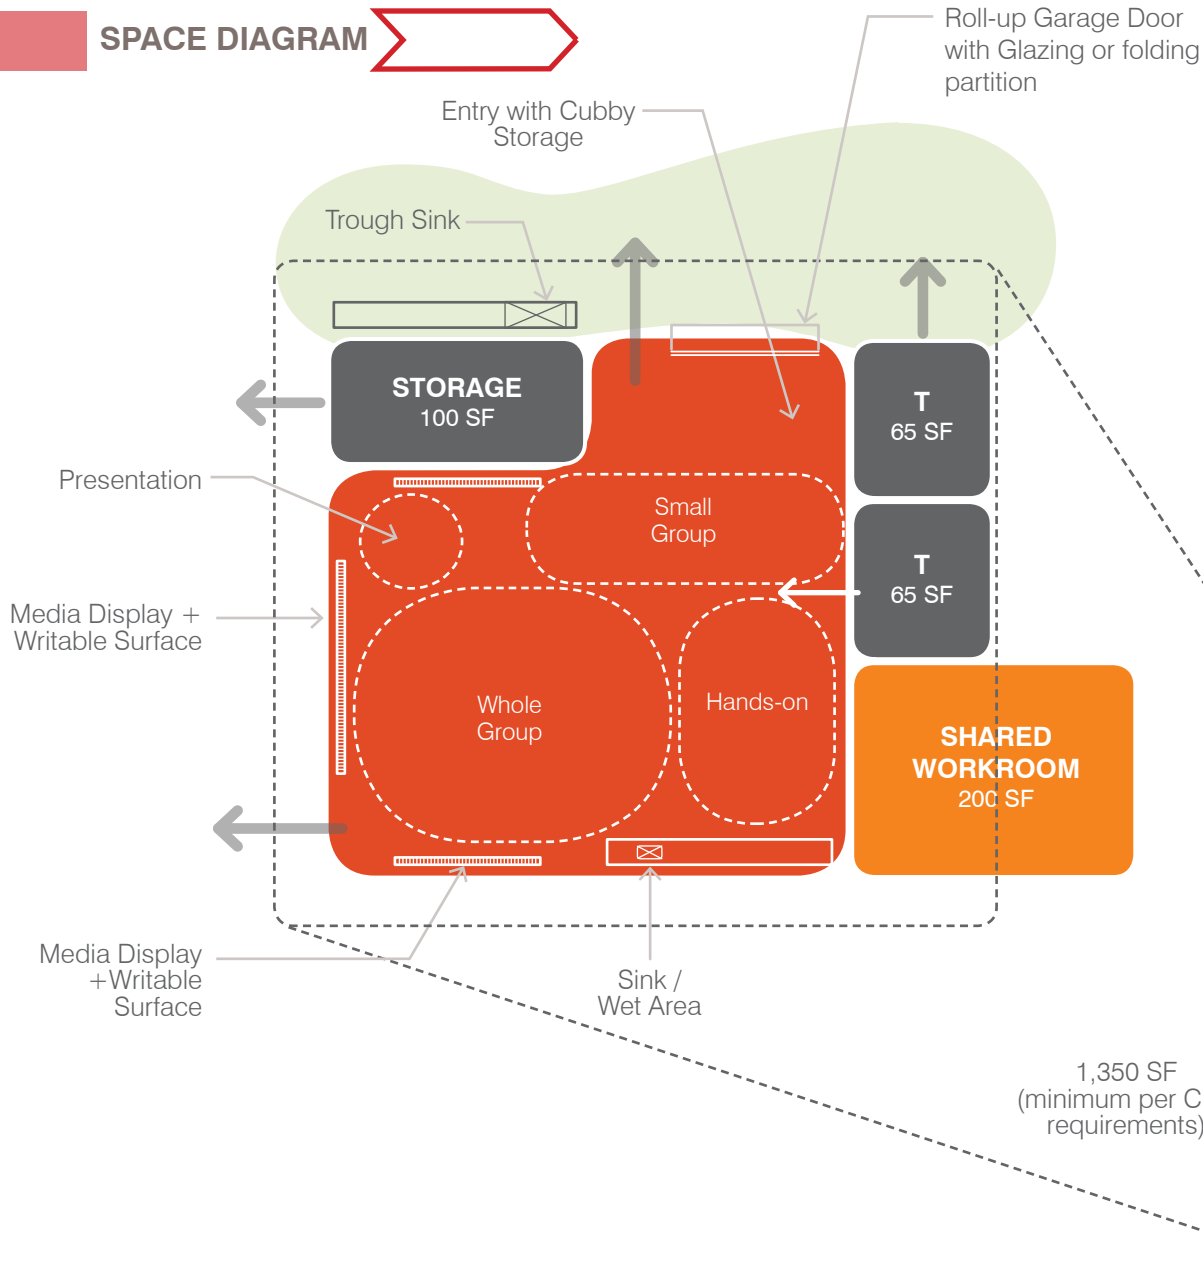 SPACE DIAGRAM
Roll-up Garage Door
with Glazing or folding
partition
Entry with Cubby
Storage
Trough Sink
STORAGE
100 SF
T
65 SF
Presentation
Small
Group
T
65 SF
Media Display +
Writable Surface
Whole
Group
Hands-on
SHARED
WORKROOM
200 SF
Media Display
+Writable
Surface
Sink /
Wet Area
1,350 SF
(minimum per C
requirements)